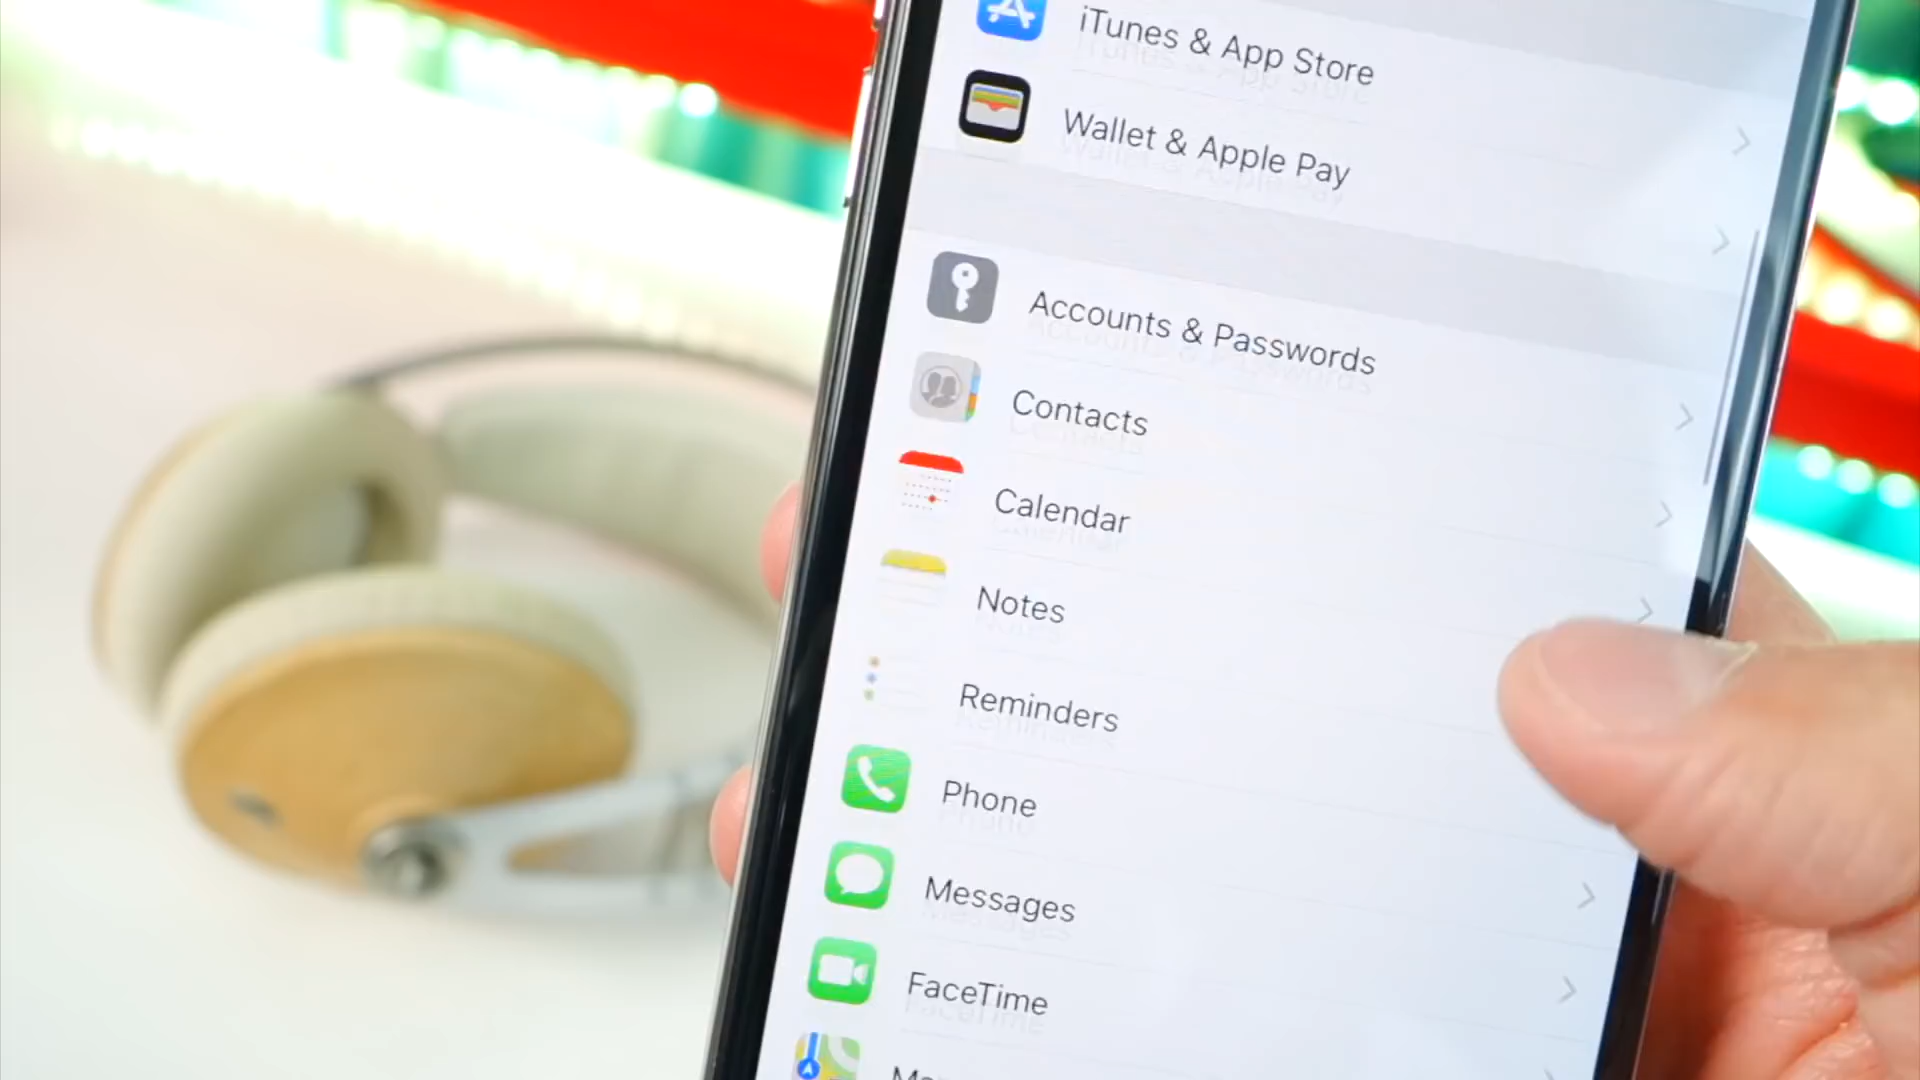 iTunes & App Store
Wallet & Apple Pay
Accounts & Passwords
Contacts
Calendar
Notes
Reminders
Phone
Messages
FaceTime